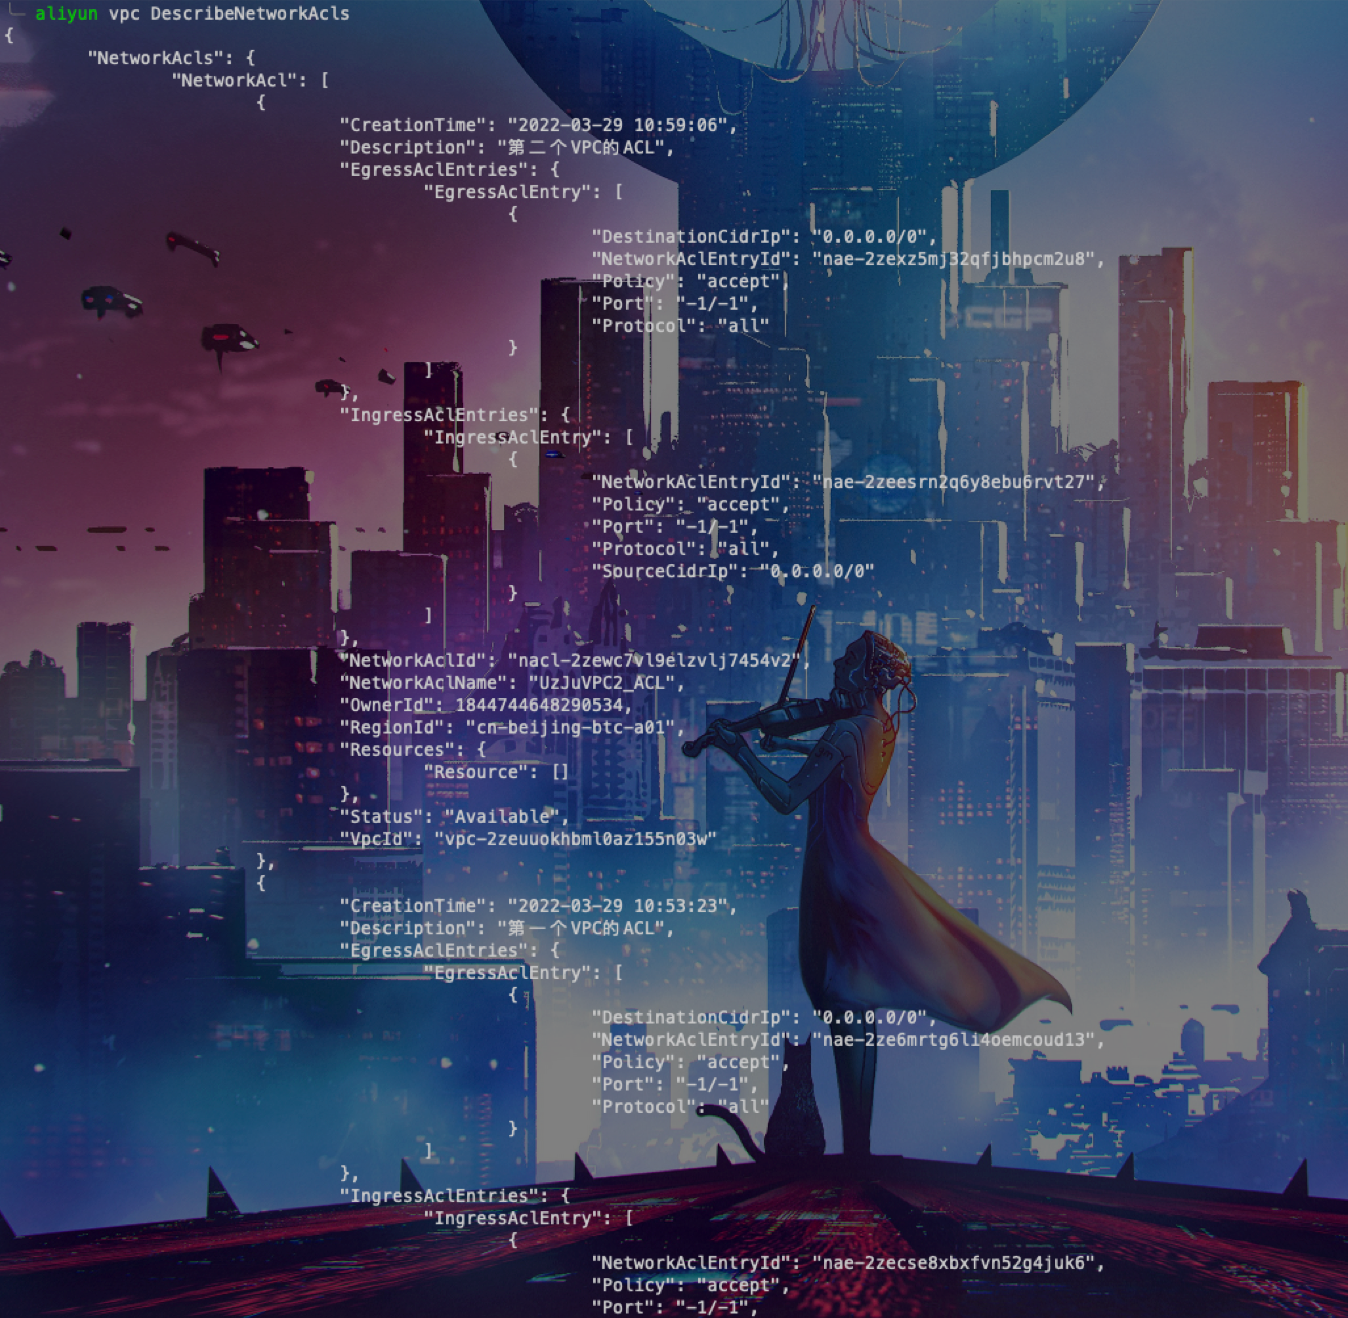 aliyun vpc DescribeNetworkAcls
{
"NetworkAcls": {
"NetworkAcl": [
{
"CreationTime": "2022-03-29 10:59:06",
"Description": "第二个VPC的ACL",
"EgressAclEntries": {
"EgressAclEntry": [
{
"DestinationCidrIp": "0.0.0.0/0",
"NetworkAclEntryId": "nae-2zexz5mj32qfjbhpcm2u8",
"Policy": "accept",
"Port": "-1/-1",
"Protocol": "all"
}
]
},
"IngressAclEntries": {
"IngressAclEntry": [
{
"NetworkAclEntryId": "nae-2zeesrn2q6y8ebu6rvt27",
"Policy": "accept",
"Port": "-1/-1",
"Protocol": "all",
"SourceCidrIp": "0.0.0.0/0"
}
]
},
"NetworkAclId": "nacl-2zewc7vl9elzvlj7454v2",
"NetworkAclName": "UzJuVPC2_ACL",
"OwnerId": 1844744648290534,
"RegionId": "cn-beijing-btc-a01",
"Resources": {
"Resource": []
},
"Status": "Available",
"VpcId": "vpc-2zeuuokhbml0az155n03w"
},
{
"CreationTime": "2022-03-29 10:53:23",
"Description": "第一个VPC的ACL",
"EgressAclEntries": {
"EgressAclEntry": [
{
"DestinationCidrIp": "0.0.0.0/0",
"NetworkAclEntryId": "nae-2ze6mrtg6li4oemcoud13",
"Policy": "accept",
"Port": "-1/-1",
"Protocol": "all"
}
]
},
"IngressAclEntries": {
"IngressAclEntry": [
{
"NetworkAclEntryId": "nae-2zecse8xbxfvn52g4juk6",
"Policy": "accept",
"Port": "-1/-1",